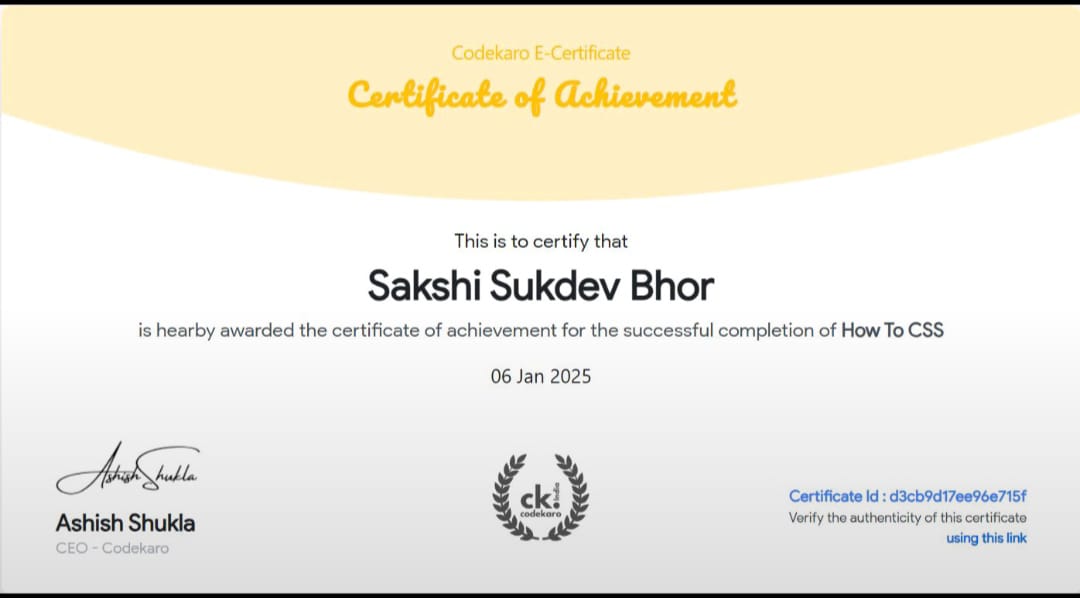 Codekaro E-Certificate
Certificate of Achievement
This is to certify that
Sakshi Sukdev Bhor
is hearby awarded the certificate of achievement for the successful completion of How To CSS
06 Jan 2025
Ashish Shukla
Ashish Shukla
CEO - Codekaro
ck!
india
codekaro
Certificate Id : d3cb9d17ee96e715f
Verify the authenticity of this certificate
using this link